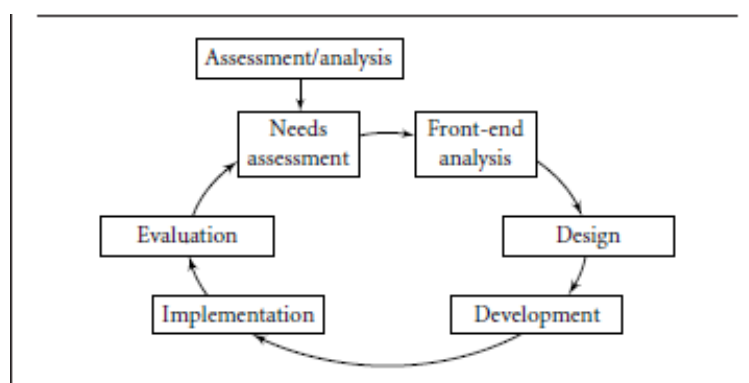 Assessment/analysis
Needs
assessment
Front-end
analysis
Evaluation
Design
Implementation
Development